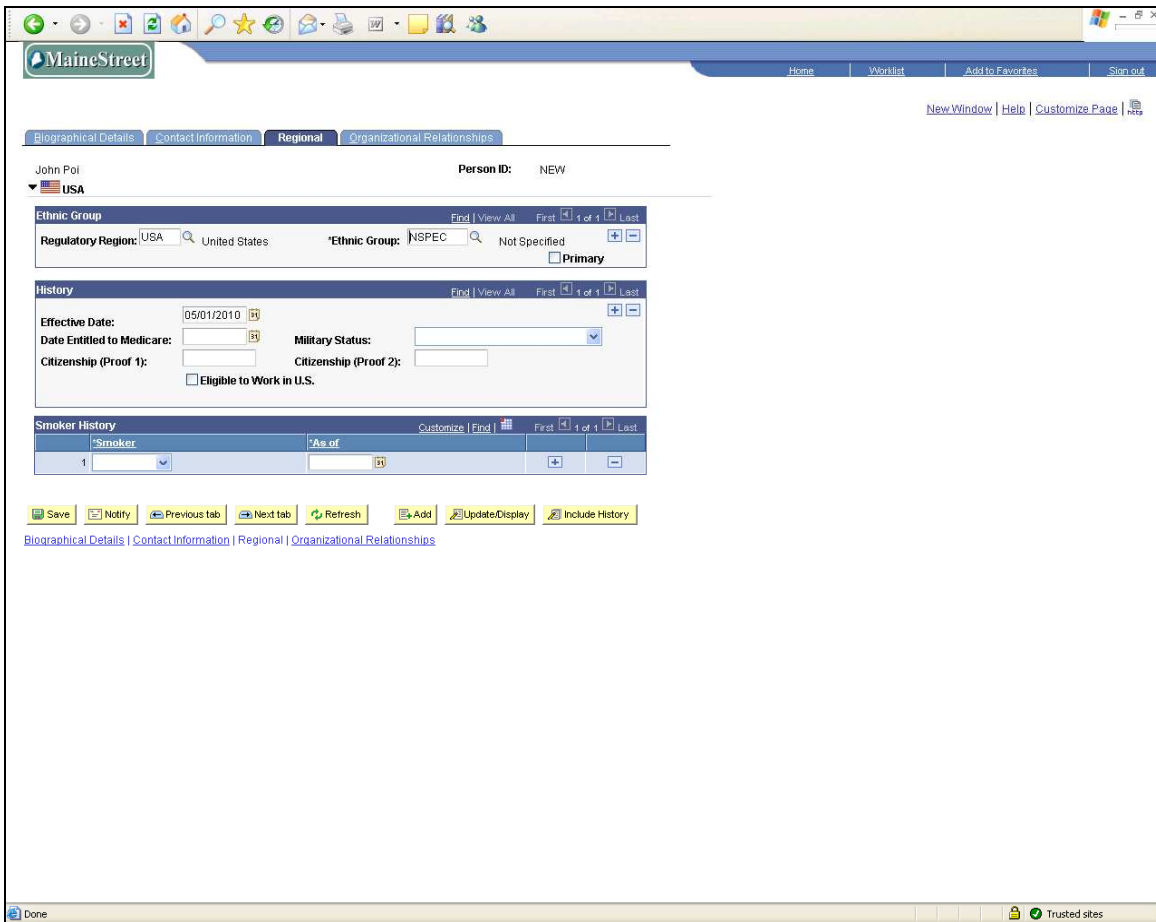 MaineStreet
Home Worklist Add to Favorites Sign out
New Window | Help | Customize Page |
Biographical Details Contact Information Regional Organizational Relationships
John Poi Person ID: NEW
USA
Ethnic Group Find | View All First 1 of 1 Last
Regulatory Region: USA United States *Ethnic Group: NSPEC Not Specified
Primary
History Find | View All First 1 of 1 Last
Effective Date: 05/01/2010
Date Entitled to Medicare: Military Status:
Citizenship (Proof 1): Citizenship (Proof 2):
Eligible to Work in U.S.
Smoker History Customize | Find | First 1 of 1 Last
*Smoker *As of
1
Save Notify Previous tab Next tab Refresh Add Update/Display Include History
Biographical Details | Contact Information | Regional | Organizational Relationships
Done Trusted sites